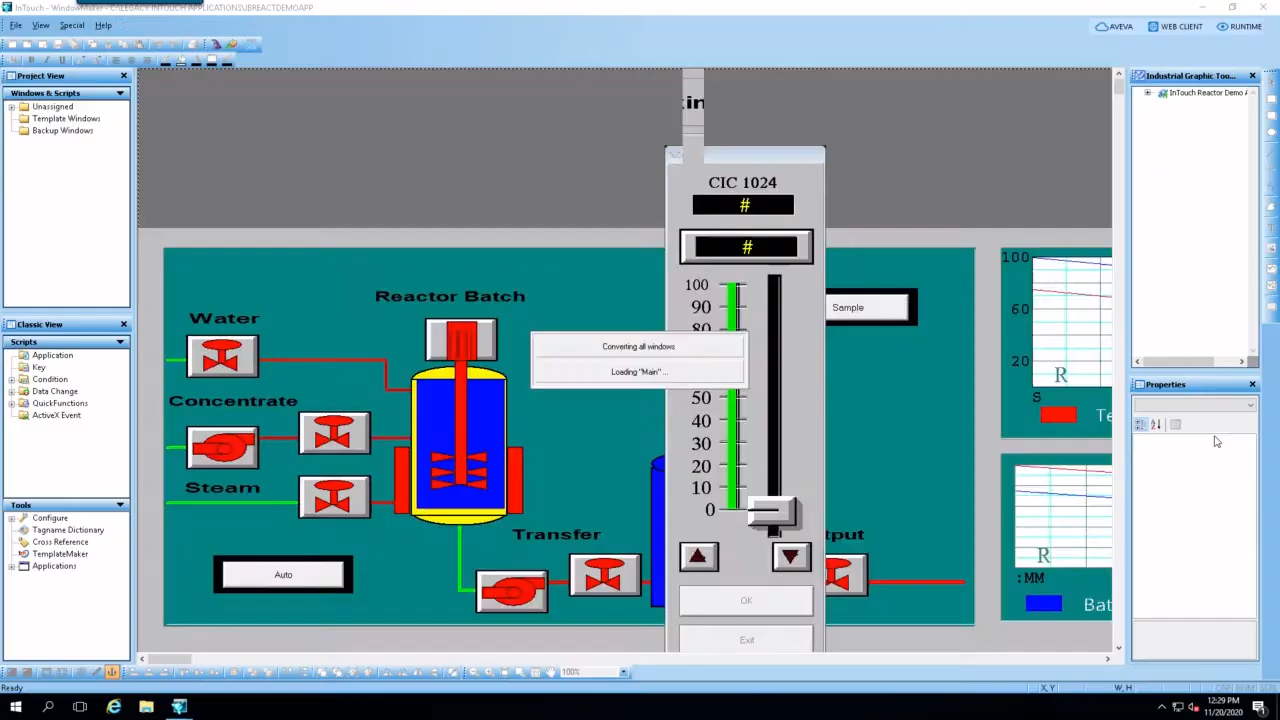 InTouch - WindowMaker - C:\LEGACY INTOUCH APPLICATIONS\IBREACTDEMOAPP
File View Special Help
AVEVA WEB CLIENT RUNTIME
Project View
Windows & Scripts
Unassigned
Template Windows
Backup Windows
Classic View
Scripts
Application
Key
Condition
Data Change
QuickFunctions
ActiveX Event
Tools
Configure
Tagname Dictionary
Cross Reference
TemplateMaker
Applications
Reactor Batch
Water
Concentrate
Steam
Transfer
Auto
CIC 1024
#
#
100
90
80
50
40
30
20
10
0
OK
Exit
Converting all windows
Loading "Main" ...
Sample
100
60
20
R
S
R
:MM
Bat
Industrial Graphic Too...
InTouch Reactor Demo A
Properties
100%
Ready
X, Y W, H CAP NUM SCRL
12:29 PM
11/20/2020